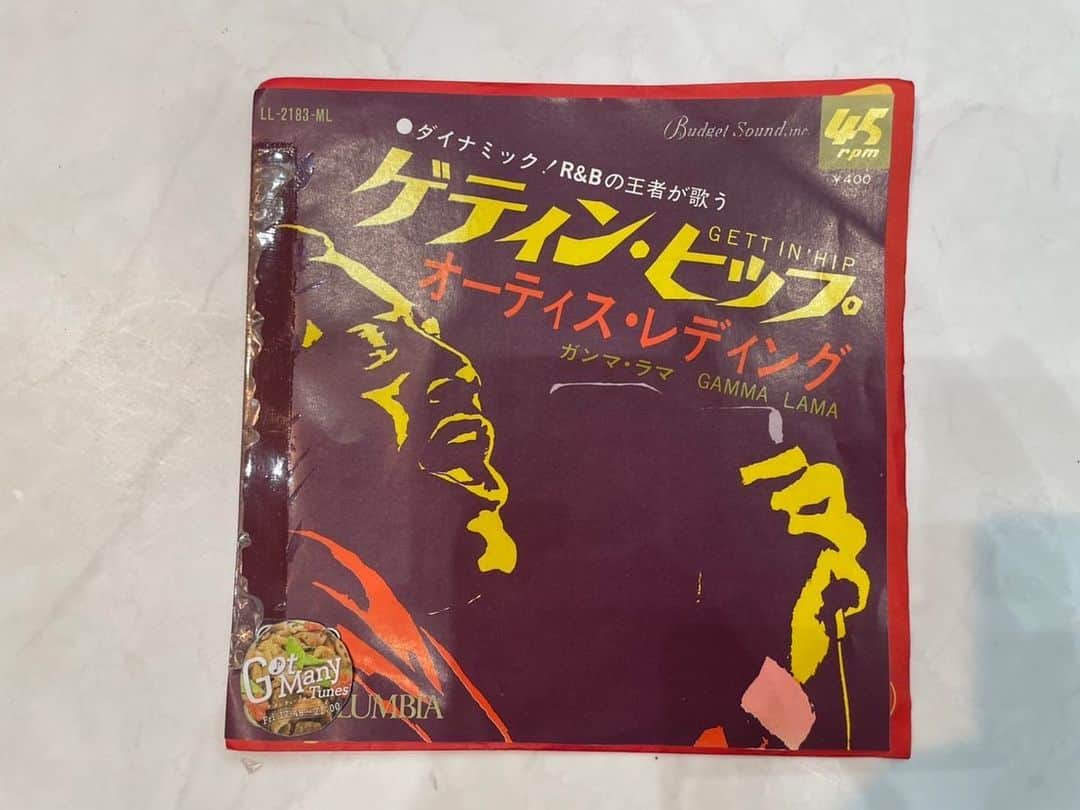 LL-2183-ML
Budget Sound, inc.
45
rpm
¥400
●ダイナミック!R&Bの王者が歌う
ゲティン・ヒップ
GETTIN' HIP
オーティス・レディング
ガンマ・ラマ GAMMA LAMA
Got
Many
Tunes
LUMBIA